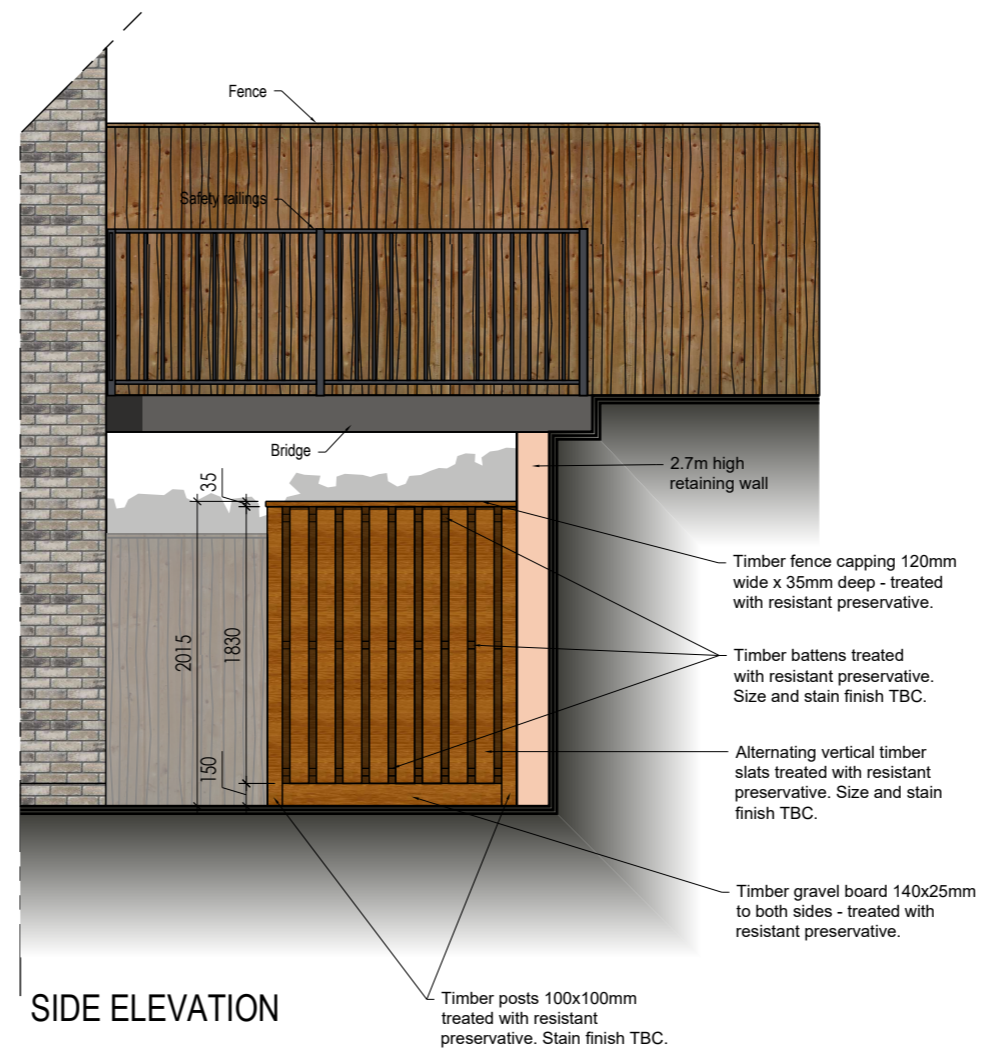 Fence
Safety railings
Bridge
2.7m high
retaining wall
35
2015
1830
150
Timber fence capping 120mm
wide x 35mm deep - treated
with resistant preservative.
Timber battens treated
with resistant preservative.
Size and stain finish TBC.
Alternating vertical timber
slats treated with resistant
preservative. Size and stain
finish TBC.
Timber gravel board 140x25mm
to both sides - treated with
resistant preservative.
Timber posts 100x100mm
treated with resistant
preservative. Stain finish TBC.
SIDE ELEVATION